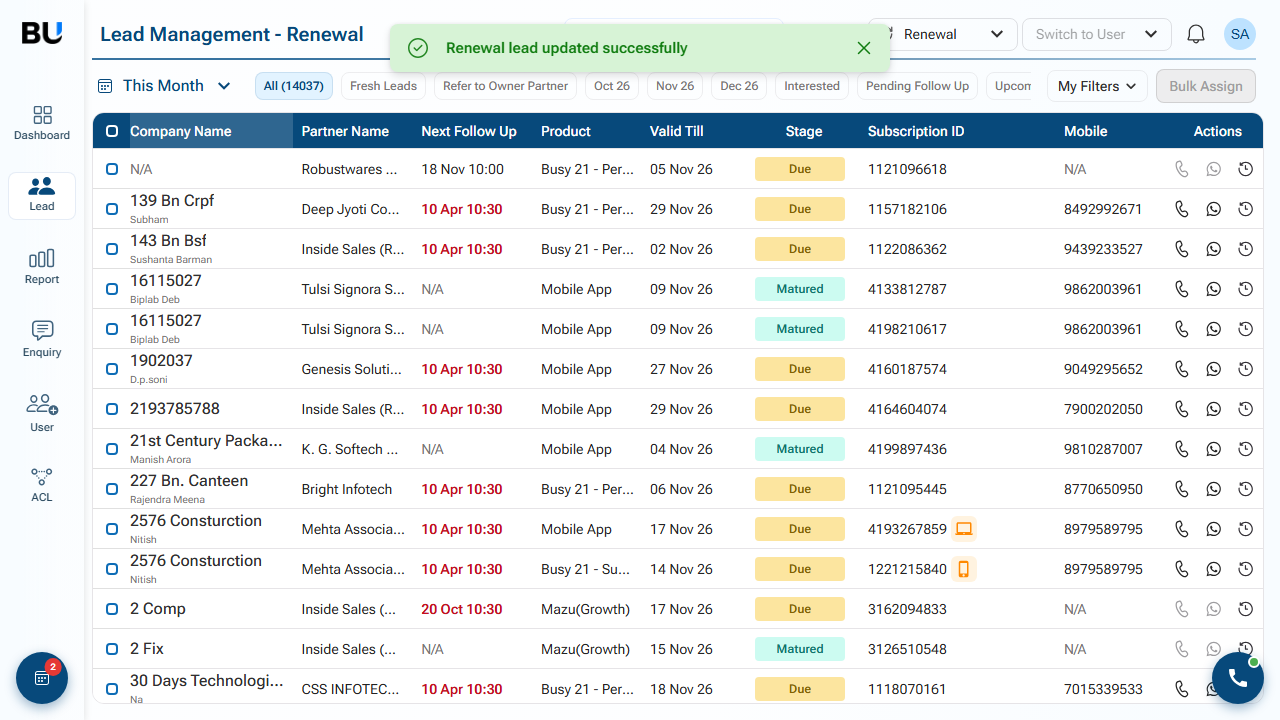 BU
Lead Management - Renewal
Renewal lead updated successfully
Renewal
Switch to User
SA
This Month
All (14037)
Fresh Leads
Refer to Owner Partner
Oct 26
Nov 26
Dec 26
Interested
Pending Follow Up
Upcom
My Filters
Bulk Assign
Dashboard
Lead
Report
Enquiry
User
ACL
2
Company Name Partner Name Next Follow Up Product Valid Till Stage Subscription ID Mobile Actions
N/A Robustwares ... 18 Nov 10:00 Busy 21 - Per... 05 Nov 26 Due 1121096618 N/A
139 Bn Crpf Deep Jyoti Co... 10 Apr 10:30 Busy 21 - Per... 29 Nov 26 Due 1157182106 8492992671
Subham
143 Bn Bsf Inside Sales (R... 10 Apr 10:30 Busy 21 - Per... 02 Nov 26 Due 1122086362 9439233527
Sushanta Barman
16115027 Tulsi Signora S... N/A Mobile App 09 Nov 26 Matured 4133812787 9862003961
Biplab Deb
16115027 Tulsi Signora S... N/A Mobile App 09 Nov 26 Matured 4198210617 9862003961
Biplab Deb
1902037 Genesis Soluti... 10 Apr 10:30 Mobile App 27 Nov 26 Due 4160187574 9049295652
D.p.soni
2193785788 Inside Sales (R... 10 Apr 10:30 Mobile App 29 Nov 26 Due 4164604074 7900202050
21st Century Packa... K. G. Softech ... N/A Mobile App 04 Nov 26 Matured 4199897436 9810287007
Manish Arora
227 Bn. Canteen Bright Infotech 10 Apr 10:30 Busy 21 - Per... 06 Nov 26 Due 1121095445 8770650950
Rajendra Meena
2576 Consturction Mehta Associa... 10 Apr 10:30 Mobile App 17 Nov 26 Due 4193267859 8979589795
Nitish
2576 Consturction Mehta Associa... 10 Apr 10:30 Busy 21 - Su... 14 Nov 26 Due 1221215840 8979589795
Nitish
2 Comp Inside Sales (... 20 Oct 10:30 Mazu(Growth) 17 Nov 26 Due 3162094833 N/A
2 Fix Inside Sales (... N/A Mazu(Growth) 15 Nov 26 Matured 3126510548 N/A
30 Days Technologi... CSS INFOTEC... 10 Apr 10:30 Busy 21 - Per... 18 Nov 26 Due 1118070161 7015339533
Na